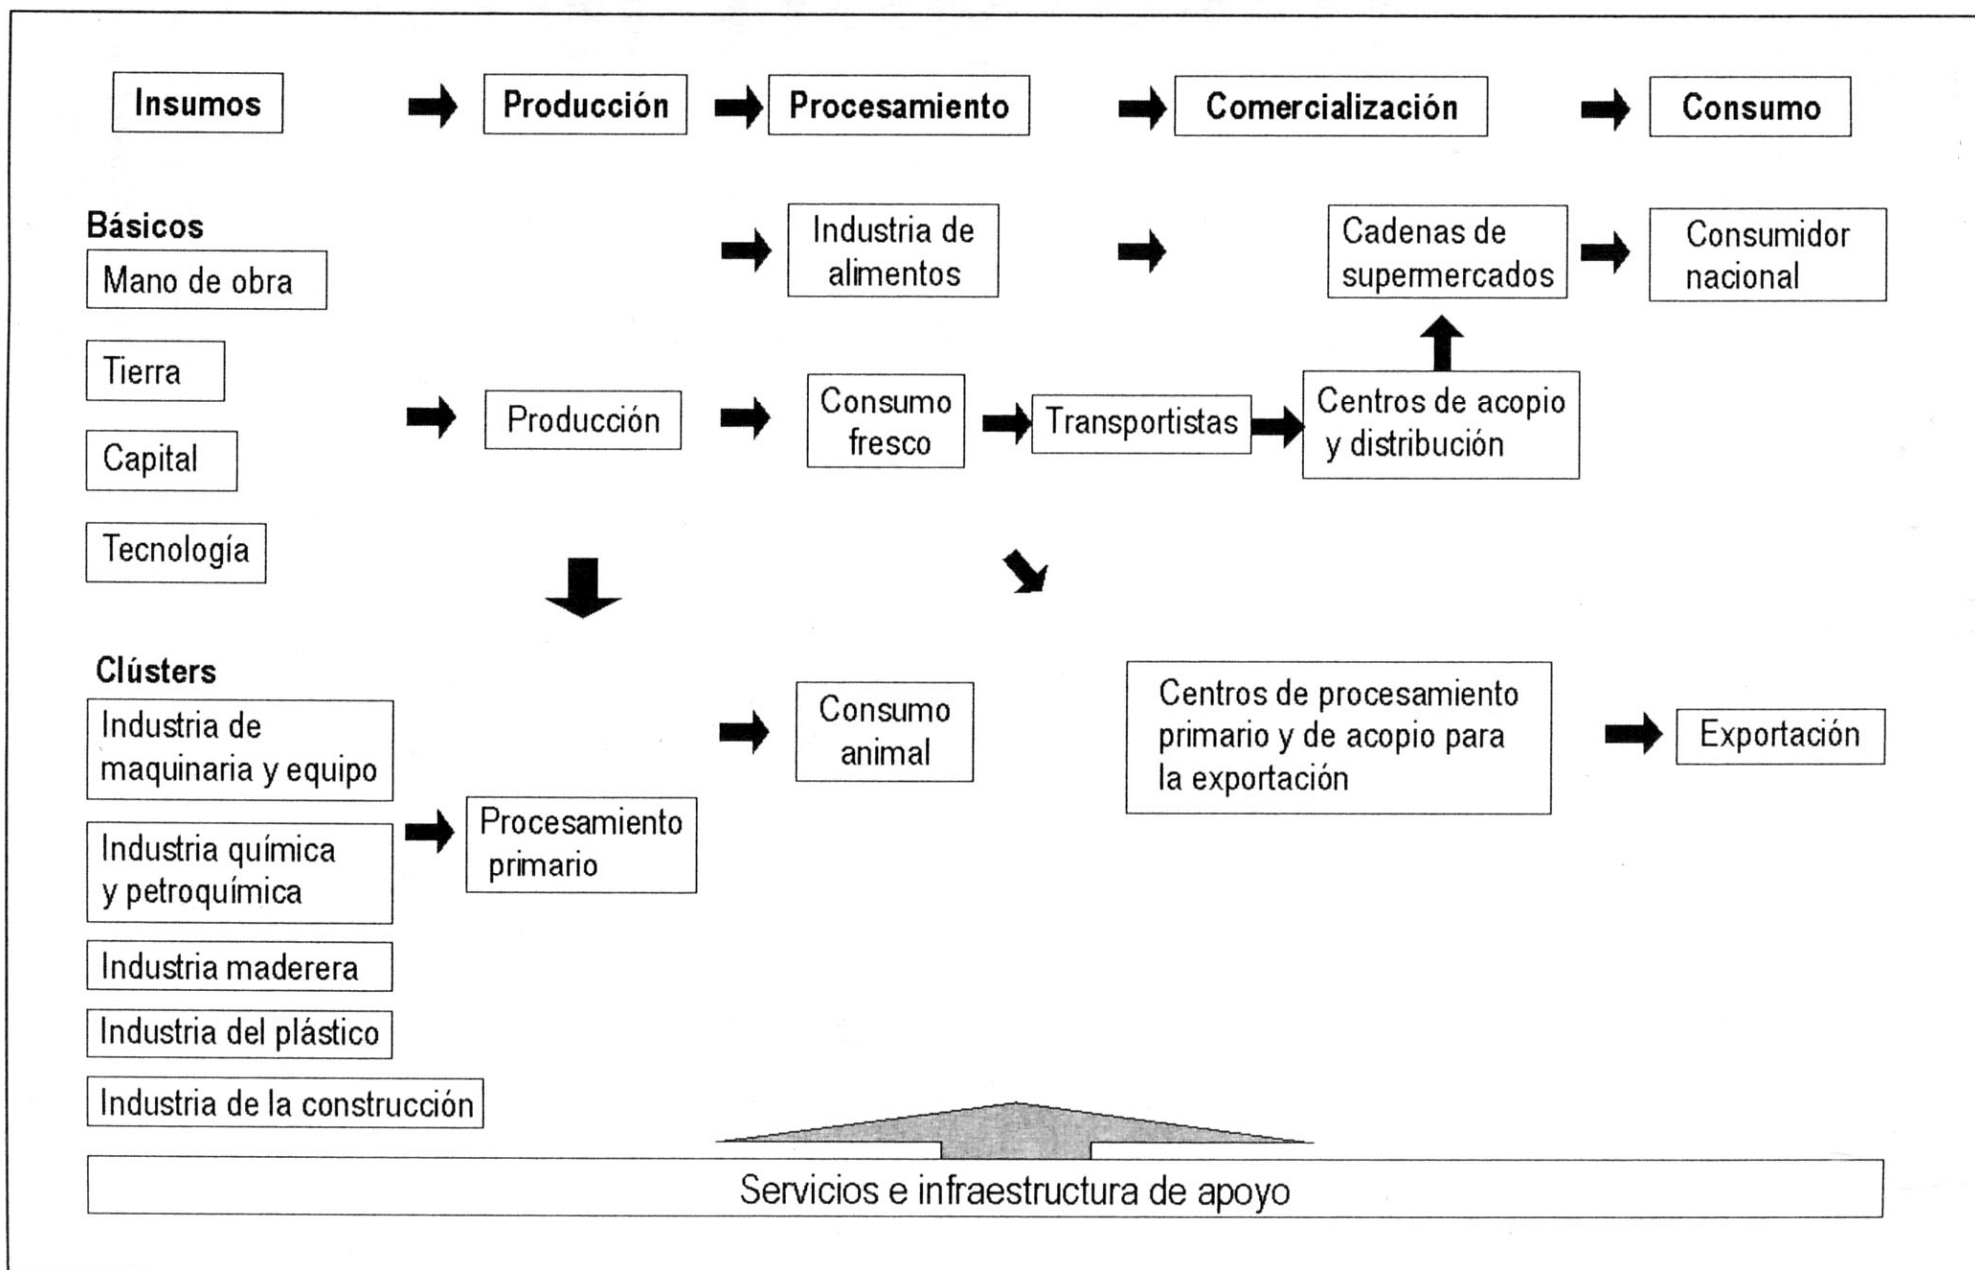 Insumos
Producción
Procesamiento
Comercialización
Consumo
Básicos
Mano de obra
Tierra
Capital
Tecnología
Industria de
alimentos
Cadenas de
supermercados
Consumidor
nacional
Producción
Consumo
fresco
Transportistas
Centros de acopio
y distribución
Clústers
Industria de
maquinaria y equipo
Industria química
y petroquímica
Industria maderera
Industria del plástico
Industria de la construcción
Procesamiento
primario
Consumo
animal
Centros de procesamiento
primario y de acopio para
la exportación
Exportación
Servicios e infraestructura de apoyo